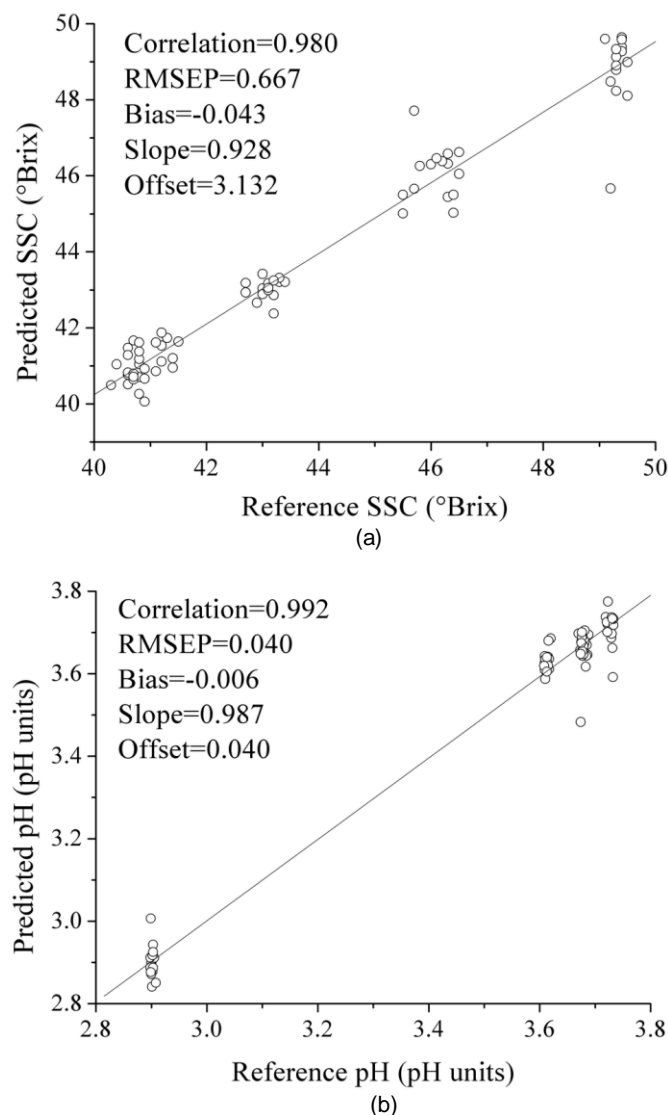 Correlation=0.980
RMSEP=0.667
Bias=-0.043
Slope=0.928
Offset=3.132
Predicted SSC (°Brix)
50
48
46
44
42
40
40 42 44 46 48 50
Reference SSC (°Brix)
(a)
Correlation=0.992
RMSEP=0.040
Bias=-0.006
Slope=0.987
Offset=0.040
Predicted pH (pH units)
3.8
3.6
3.4
3.2
3.0
2.8
2.8 3.0 3.2 3.4 3.6 3.8
Reference pH (pH units)
(b)